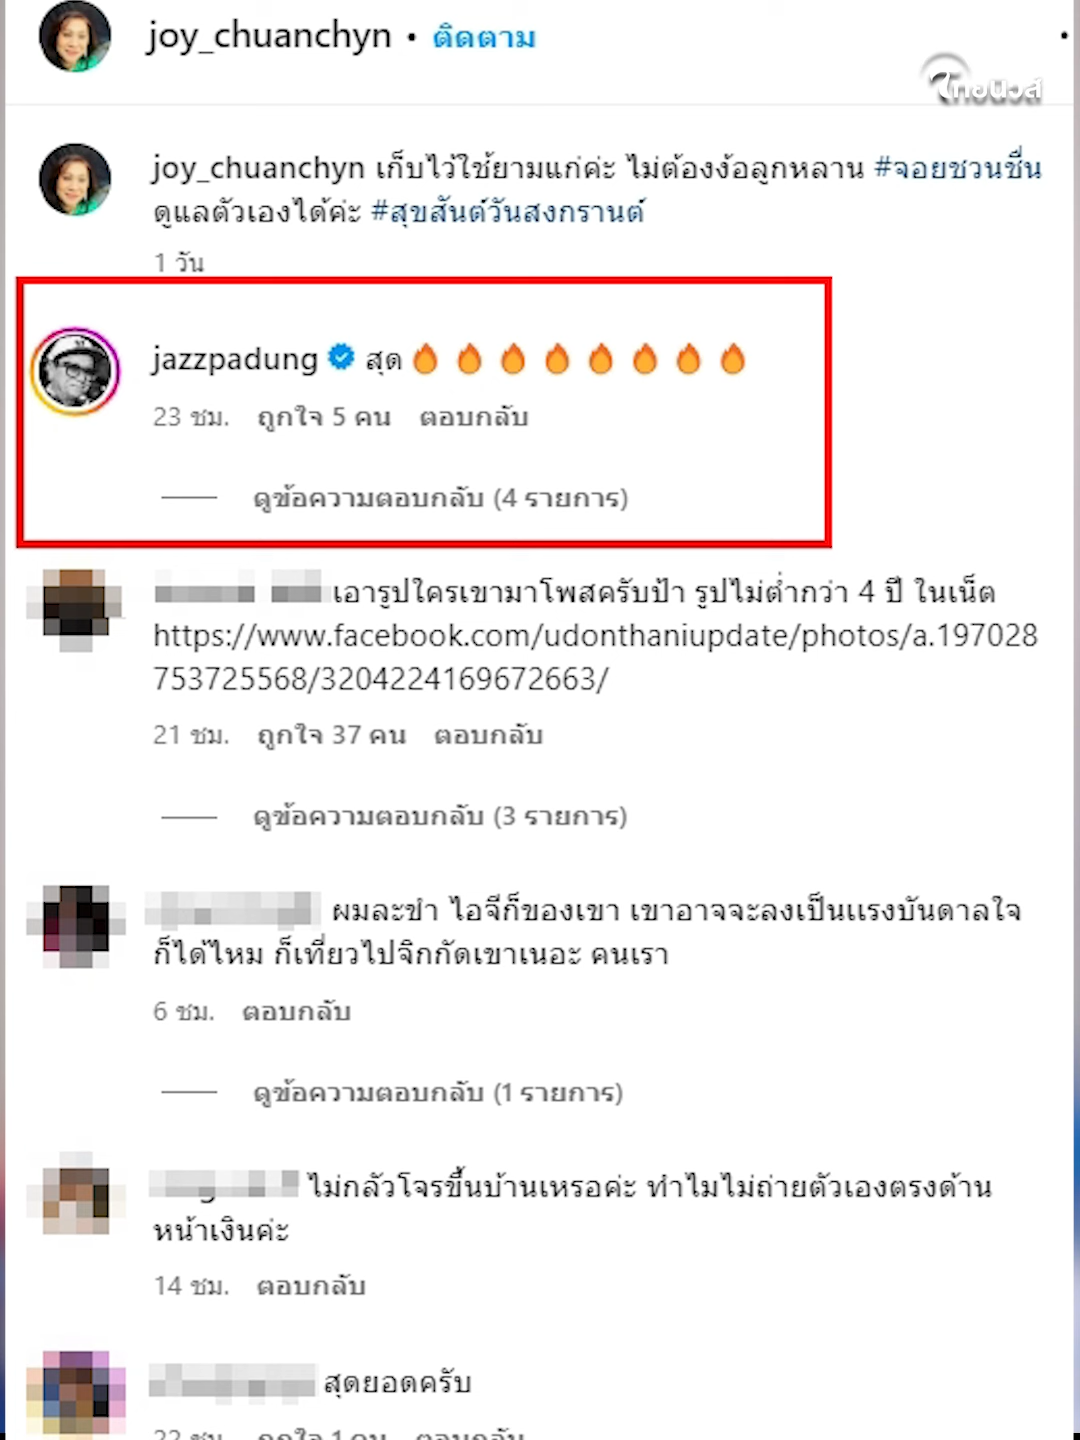 joy_chuanchyn • ติดตาม
ไทยนิวส์
joy_chuanchyn เก็บไว้ใช้ยามแก่ค่ะ ไม่ต้องง้อลูกหลาน #จอยชวนชื่น
ดูแลตัวเองได้ค่ะ #สุขสันต์วันสงกรานต์
1 วัน
jazzpadung สุด 🔥🔥🔥🔥🔥🔥🔥🔥
23 ชม. ถูกใจ 5 คน ตอบกลับ
ดูข้อความตอบกลับ (4 รายการ)
เอารูปใครเขามาโพสครับป้า รูปไม่ต่ำกว่า 4 ปี ในเน็ต
https://www.facebook.com/udonthaniupdate/photos/a.197028
753725568/3204224169672663/
21 ชม. ถูกใจ 37 คน ตอบกลับ
ดูข้อความตอบกลับ (3 รายการ)
ผมละขำ ไอจีก็ของเขา เขาอาจจะลงเป็นแรงบันดาลใจ
ก็ได้ไหม ก็เที่ยวไปจิกกัดเขาเนอะ คนเรา
6 ชม. ตอบกลับ
ดูข้อความตอบกลับ (1 รายการ)
ไม่กลัวโจรขึ้นบ้านเหรอค่ะ ทำไมไม่ถ่ายตัวเองตรงด้าน
หน้าเงินค่ะ
14 ชม. ตอบกลับ
สุดยอดครับ
22 ชม. ถูกใจ 1 คน ตอบกลับ